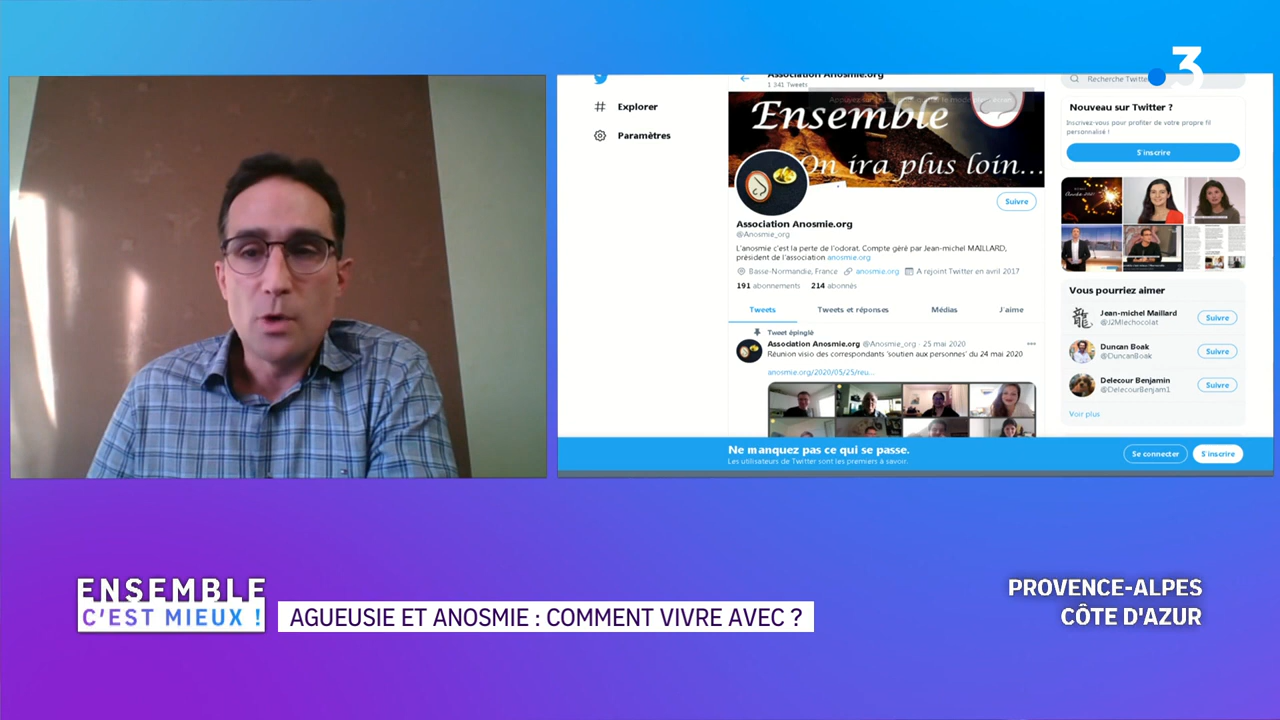 3
Association Anosmie.org
1 341 Tweets
Recherche Twitter
Explorer
Paramètres
Ensemble
On ira plus loin...
Nouveau sur Twitter ?
Inscrivez-vous pour profiter de votre propre fil
personnalisé !
S'inscrire
Suivre
Association Anosmie.org
@Anosmie_org
L'anosmie c'est la perte de l'odorat. Compte géré par Jean-michel MAILLARD,
président de l'association anosmie.org
Basse-Normandie, France anosmie.org A rejoint Twitter en avril 2017
191 abonnements 214 abonnés
Tweets Tweets et réponses Médias J'aime
Tweet épinglé
Association Anosmie.org @Anosmie_org · 25 mai 2020
Réunion visio des correspondants 'soutien aux personnes' du 24 mai 2020
anosmie.org/2020/05/25/reu...
Vous pourriez aimer
Jean-michel Maillard
@J2Mlechocolat
Suivre
Duncan Boak
@DuncanBoak
Suivre
Delecour Benjamin
@DelecourBenjam1
Suivre
Voir plus
Ne manquez pas ce qui se passe.
Les utilisateurs de Twitter sont les premiers à savoir.
Se connecter
S'inscrire
ENSEMBLE
C'EST MIEUX !
AGUEUSIE ET ANOSMIE : COMMENT VIVRE AVEC ?
PROVENCE-ALPES
CÔTE D'AZUR